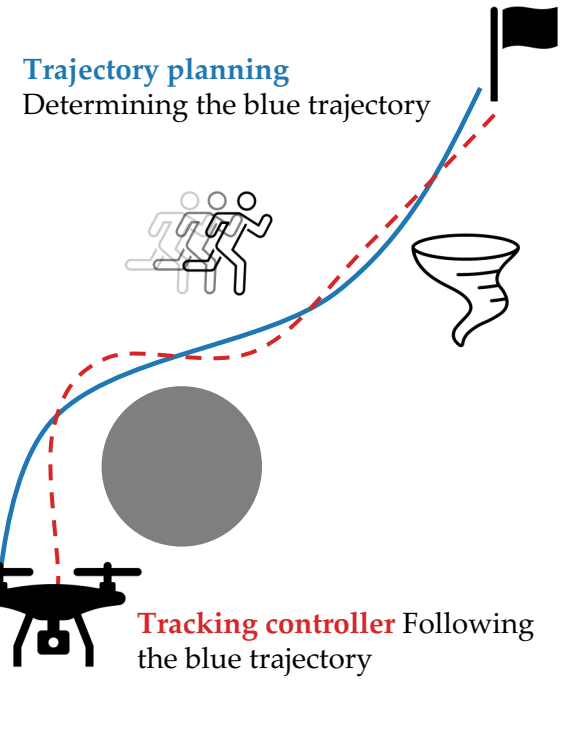 Trajectory planning
Determining the blue trajectory
Tracking controller Following
the blue trajectory